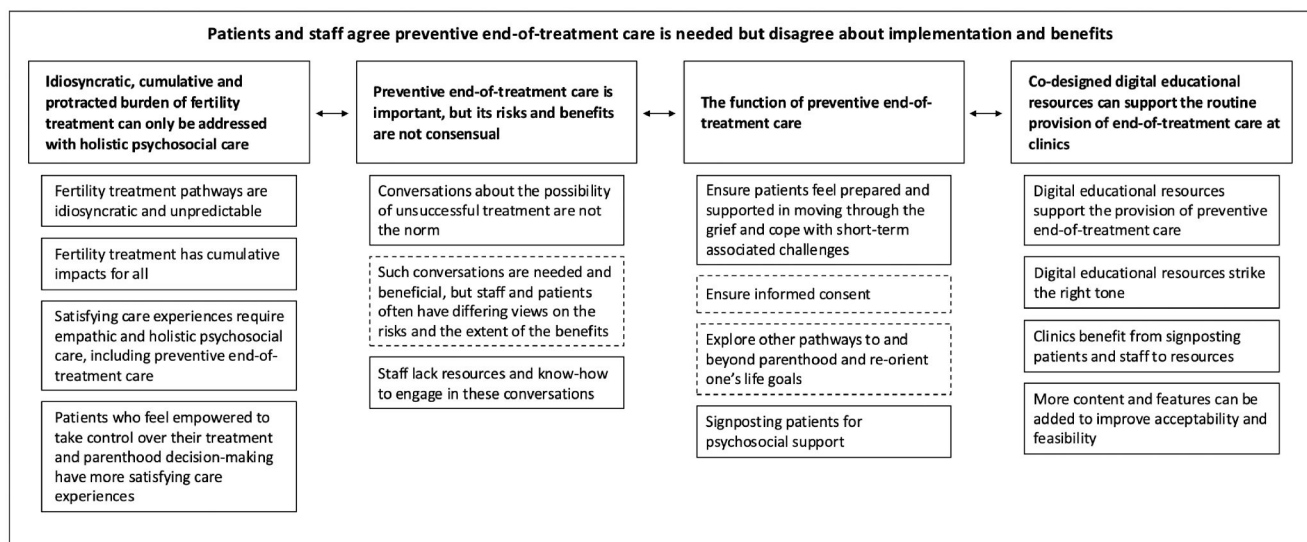 Patients and staff agree preventive end-of-treatment care is needed but disagree about implementation and benefits
Idiosyncratic, cumulative and
protracted burden of fertility
treatment can only be addressed
with holistic psychosocial care
Fertility treatment pathways are
idiosyncratic and unpredictable
Fertility treatment has cumulative
impacts for all
Satisfying care experiences require
empathic and holistic psychosocial
care, including preventive end-of-
treatment care
Patients who feel empowered to
take control over their treatment
and parenthood decision-making
have more satisfying care
experiences
Preventive end-of-treatment care is
important, but its risks and benefits
are not consensual
Conversations about the possibility
of unsuccessful treatment are not
the norm
Such conversations are needed and
beneficial, but staff and patients
often have differing views on the
risks and the extent of the benefits
Staff lack resources and know-how
to engage in these conversations
The function of preventive end-of-
treatment care
Ensure patients feel prepared and
supported in moving through the
grief and cope with short-term
associated challenges
Ensure informed consent
Explore other pathways to and
beyond parenthood and re-orient
one's life goals
Signposting patients for
psychosocial support
Co-designed digital educational
resources can support the routine
provision of end-of-treatment care at
clinics
Digital educational resources
support the provision of preventive
end-of-treatment care
Digital educational resources strike
the right tone
Clinics benefit from signposting
patients and staff to resources
More content and features can be
added to improve acceptability and
feasibility